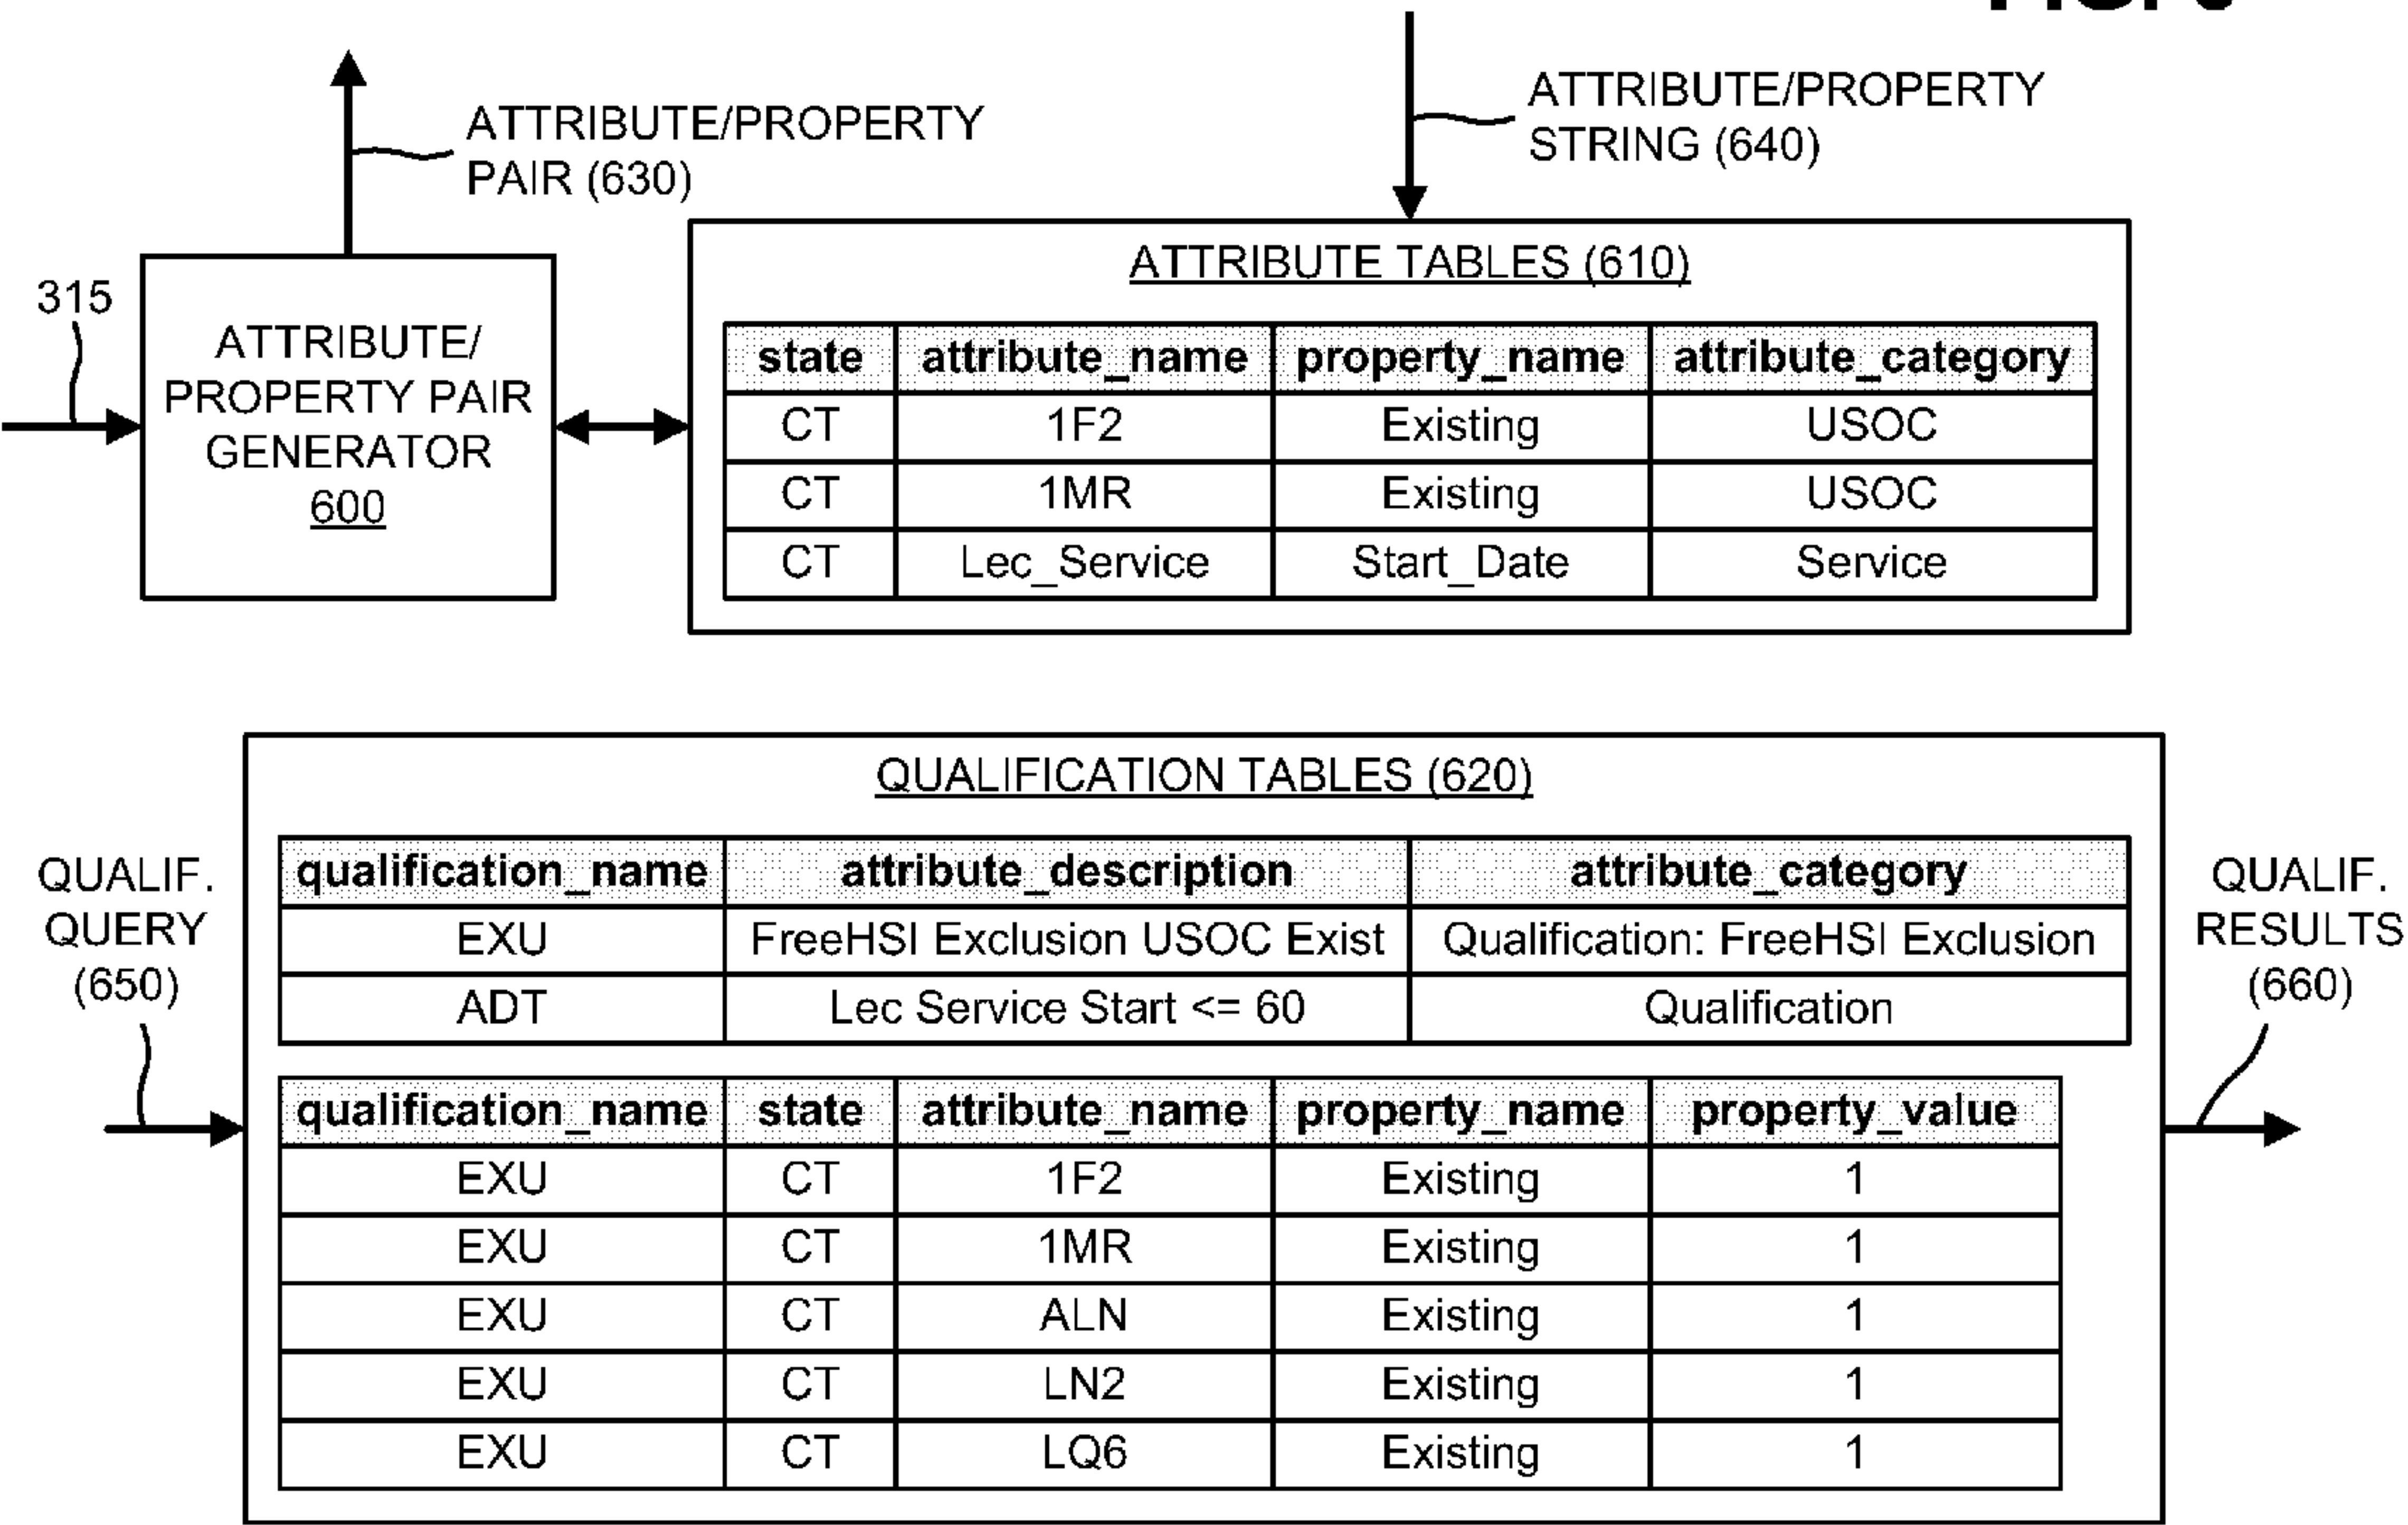 ATTRIBUTE/PROPERTY
PAIR (630)
ATTRIBUTE/PROPERTY
STRING (640)
315
ATTRIBUTE/
PROPERTY PAIR
GENERATOR
600
ATTRIBUTE TABLES (610)
state attribute_name property_name attribute_category
CT 1F2 Existing USOC
CT 1MR Existing USOC
CT Lec_Service Start_Date Service
QUALIF.
QUERY
(650)
QUALIFICATION TABLES (620)
qualification_name attribute_description attribute_category
EXU FreeHSI Exclusion USOC Exist Qualification: FreeHSI Exclusion
ADT Lec Service Start <= 60 Qualification
qualification_name state attribute_name property_name property_value
EXU CT 1F2 Existing 1
EXU CT 1MR Existing 1
EXU CT ALN Existing 1
EXU CT LN2 Existing 1
EXU CT LQ6 Existing 1
QUALIF.
RESULTS
(660)